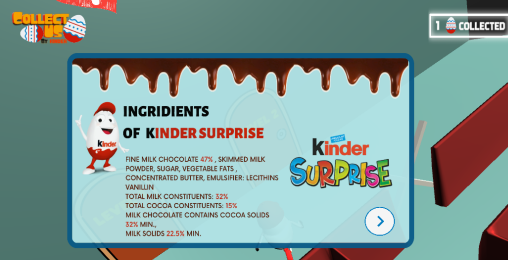 COLLECT
US
BY KINDER
1 COLLECTED
INGRIDIENTS
OF KINDER SURPRISE
Kinder
FINE MILK CHOCOLATE 47% , SKIMMED MILK
POWDER, SUGAR, VEGETABLE FATS ,
CONCENTRATED BUTTER, EMULSIFIER: LECITHINS
VANILLIN
TOTAL MILK CONSTITUENTS: 32%
TOTAL COCOA CONSTITUENTS: 15%
MILK CHOCOLATE CONTAINS COCOA SOLIDS
32% MIN.,
MILK SOLIDS 22.5% MIN.
Kinder
SURPRISE